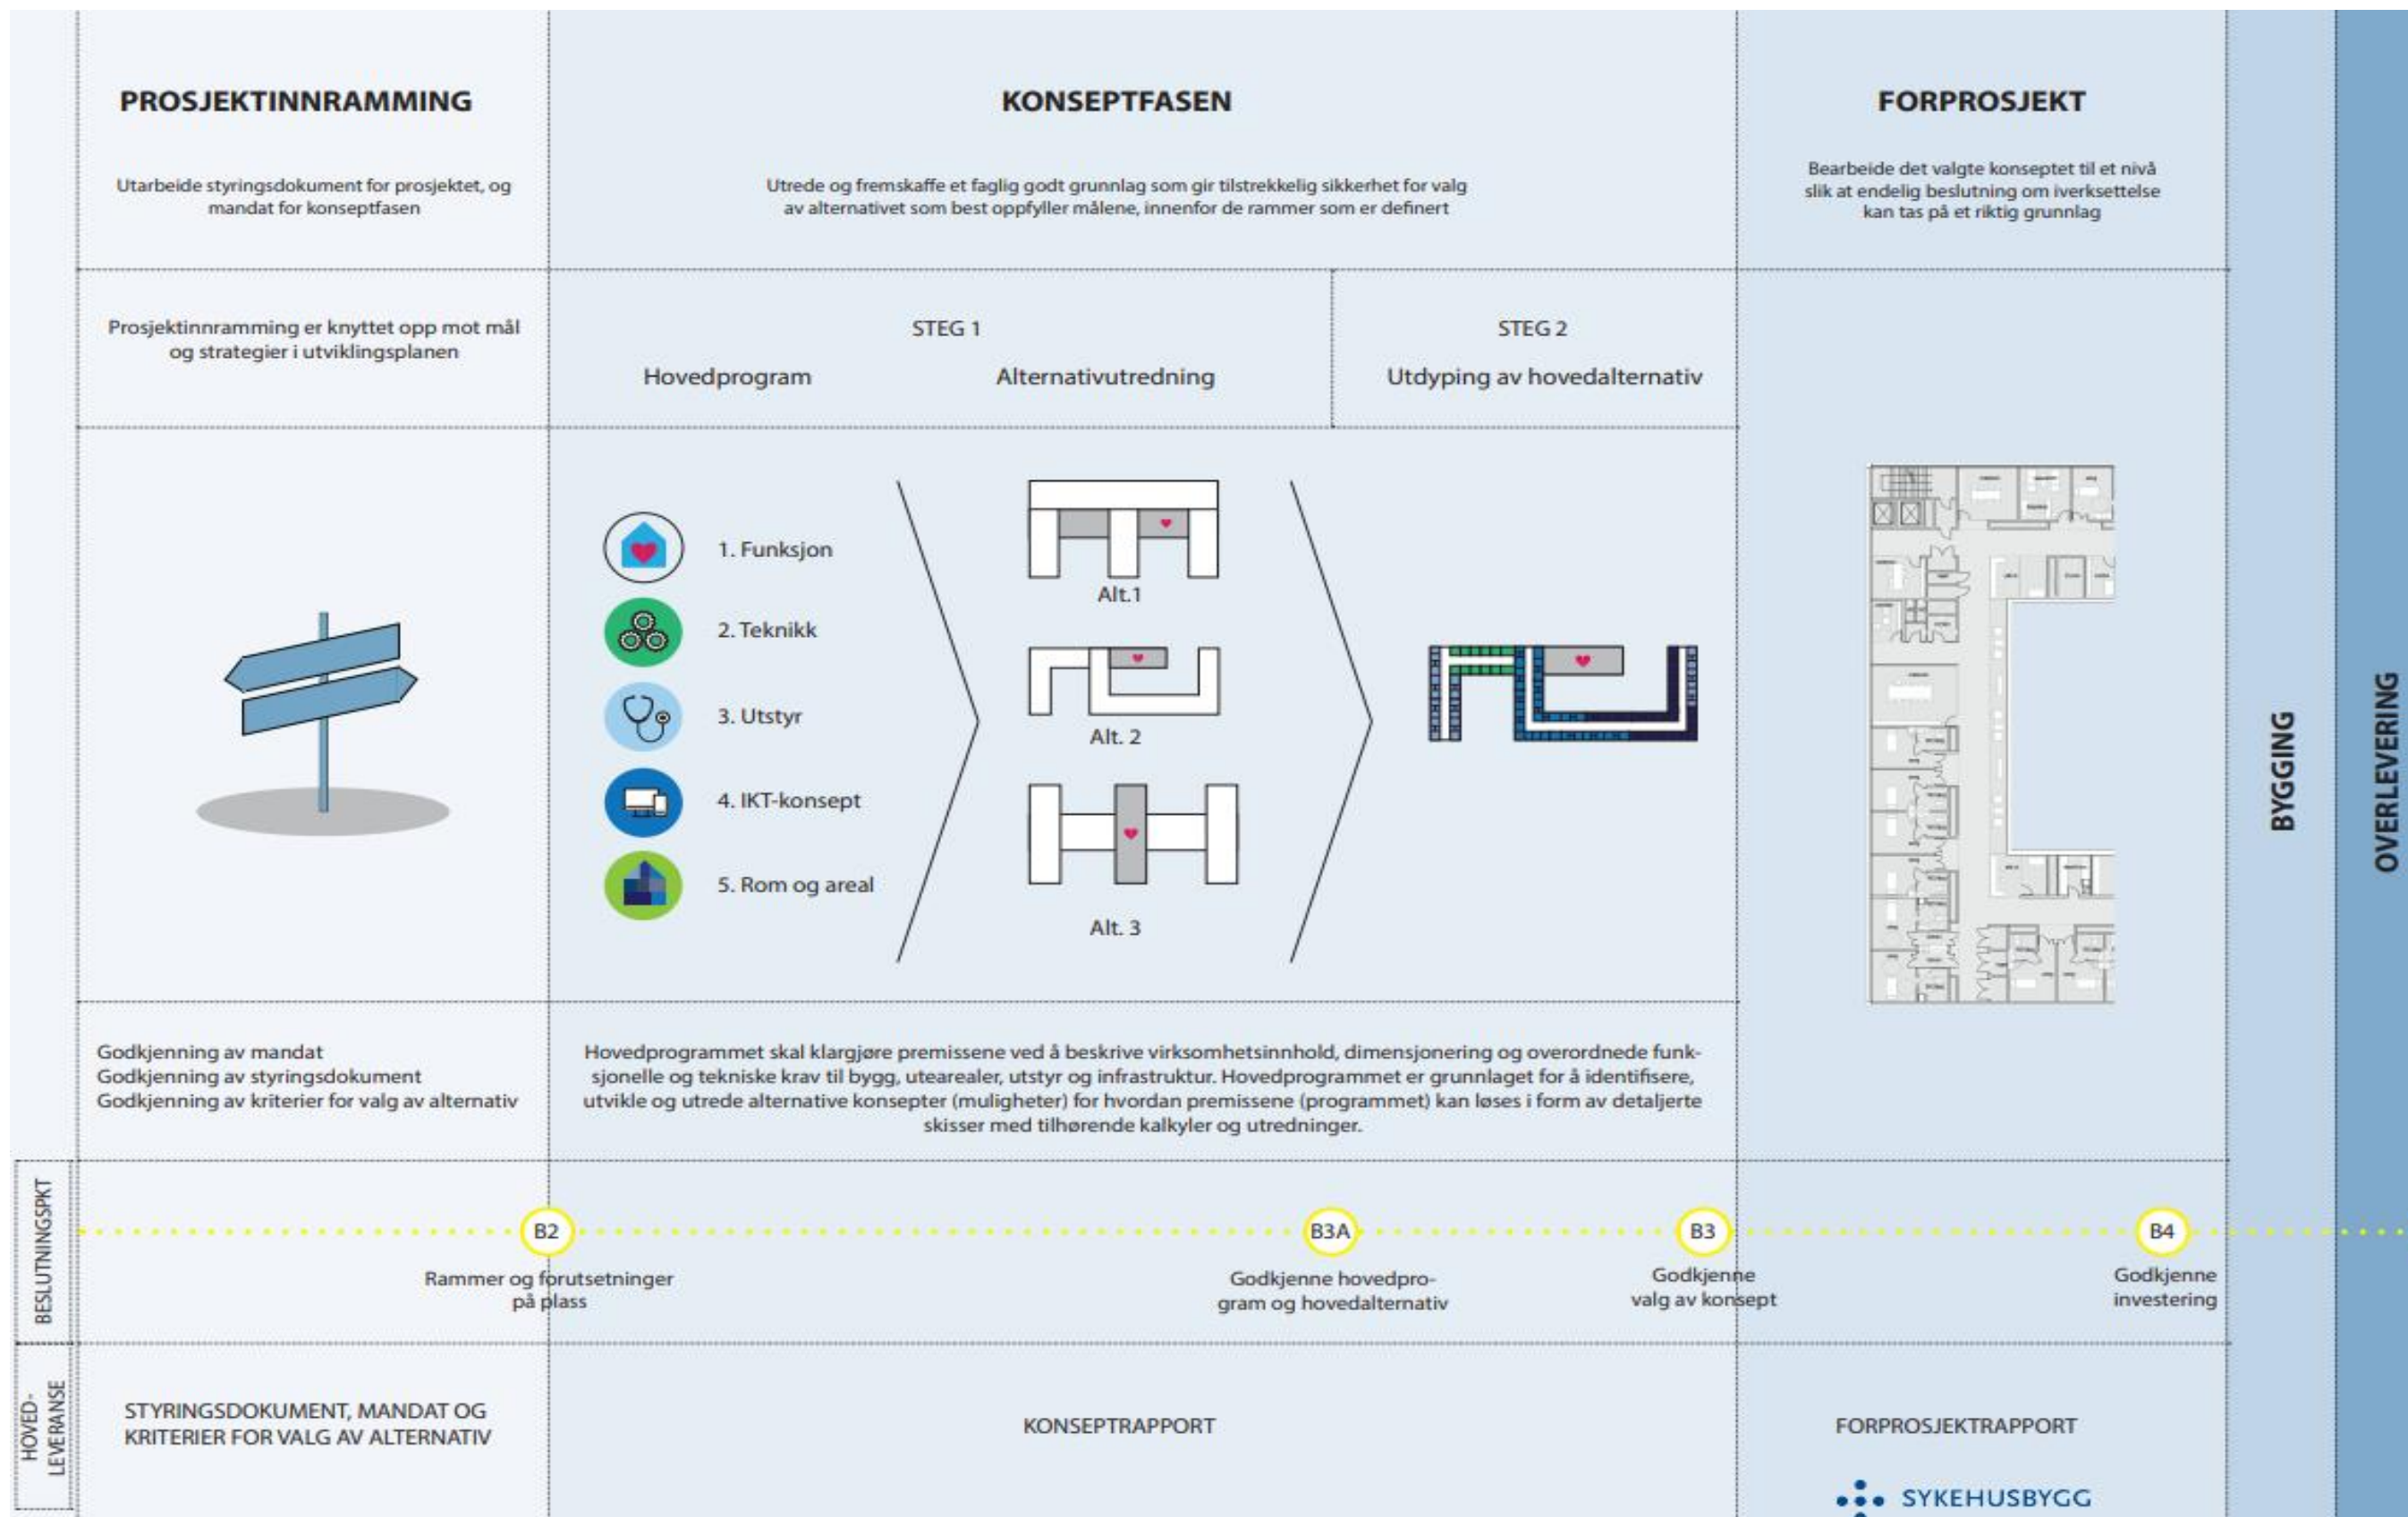 PROSJEKTINNRAMMING
Utarbeide styringsdokument for prosjektet, og
mandat for konseptfasen
KONSEPTFASEN
Utrede og fremskaffe et faglig godt grunnlag som gir tilstrekkelig sikkerhet for valg
av alternativet som best oppfyller målene, innenfor de rammer som er definert
FORPROSJEKT
Bearbeide det valgte konseptet til et nivå
slik at endelig beslutning om iverksettelse
kan tas på et riktig grunnlag
Prosjektinnramming er knyttet opp mot mål
og strategier i utviklingsplanen
STEG 1
Hovedprogram
Alternativutredning
STEG 2
Utdyping av hovedalternativ
1. Funksjon
2. Teknikk
3. Utstyr
4. IKT-konsept
5. Rom og areal
Alt.1
Alt. 2
Alt. 3
BYGGING
OVERLEVERING
Godkjenning av mandat
Godkjenning av styringsdokument
Godkjenning av kriterier for valg av alternativ
Hovedprogrammet skal klargjøre premissene ved å beskrive virksomhetsinnhold, dimensjonering og overordnede funk-
sjonelle og tekniske krav til bygg, utearealer, utstyr og infrastruktur. Hovedprogrammet er grunnlaget for å identifisere,
utvikle og utrede alternative konsepter (muligheter) for hvordan premissene (programmet) kan løses i form av detaljerte
skisser med tilhørende kalkyler og utredninger.
BESLUTNINGSPKT
B2
Rammer og forutsetninger
på plass
B3A
Godkjenne hovedpro-
gram og hovedalternativ
B3
Godkjenne
valg av konsept
B4
Godkjenne
investering
HOVED-
LEVERANSE
STYRINGSDOKUMENT, MANDAT OG
KRITERIER FOR VALG AV ALTERNATIV
KONSEPTRAPPORT
FORPROSJEKTRAPPORT
SYKEHUSBYGG